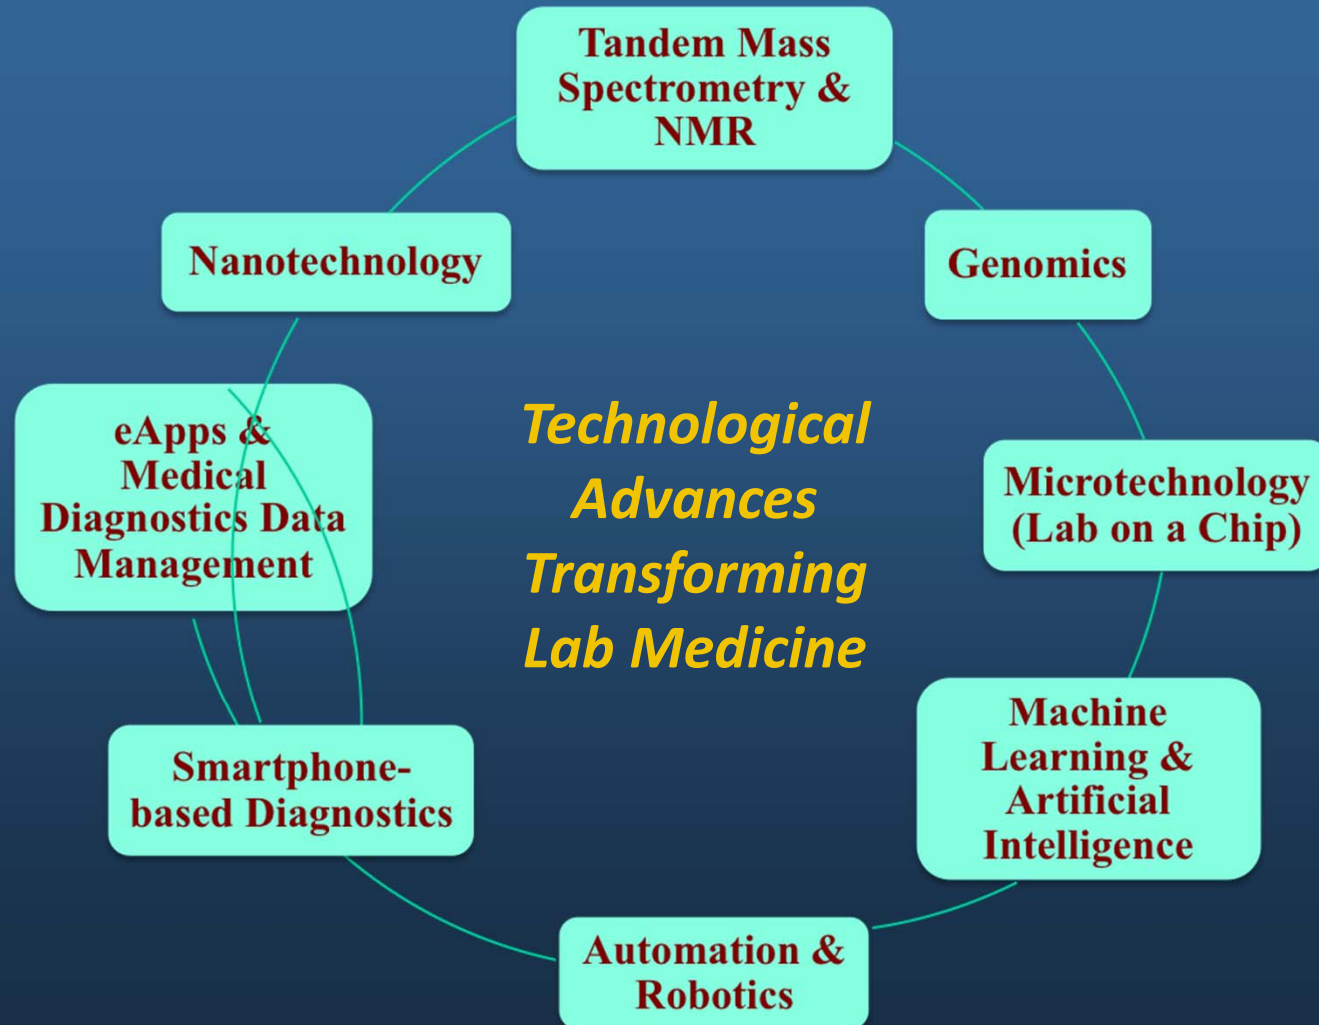 Tandem Mass
Spectrometry &
NMR
Nanotechnology
Genomics
eApps &
Medical
Diagnostics Data
Management
Technological
Advances
Transforming
Lab Medicine
Microtechnology
(Lab on a Chip)
Smartphone-
based Diagnostics
Machine
Learning &
Artificial
Intelligence
Automation &
Robotics